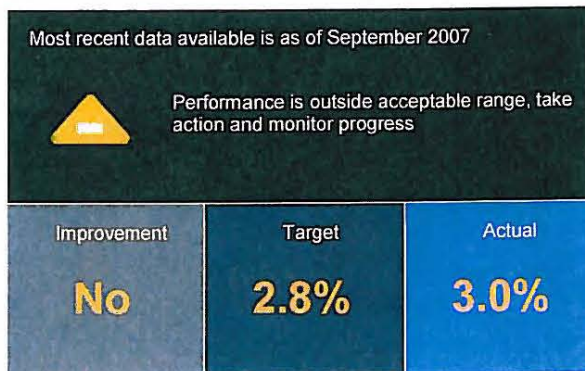 Most recent data available is as of September 2007
Performance is outside acceptable range, take
action and monitor progress
Improvement
Target
Actual
No
2.8%
3.0%